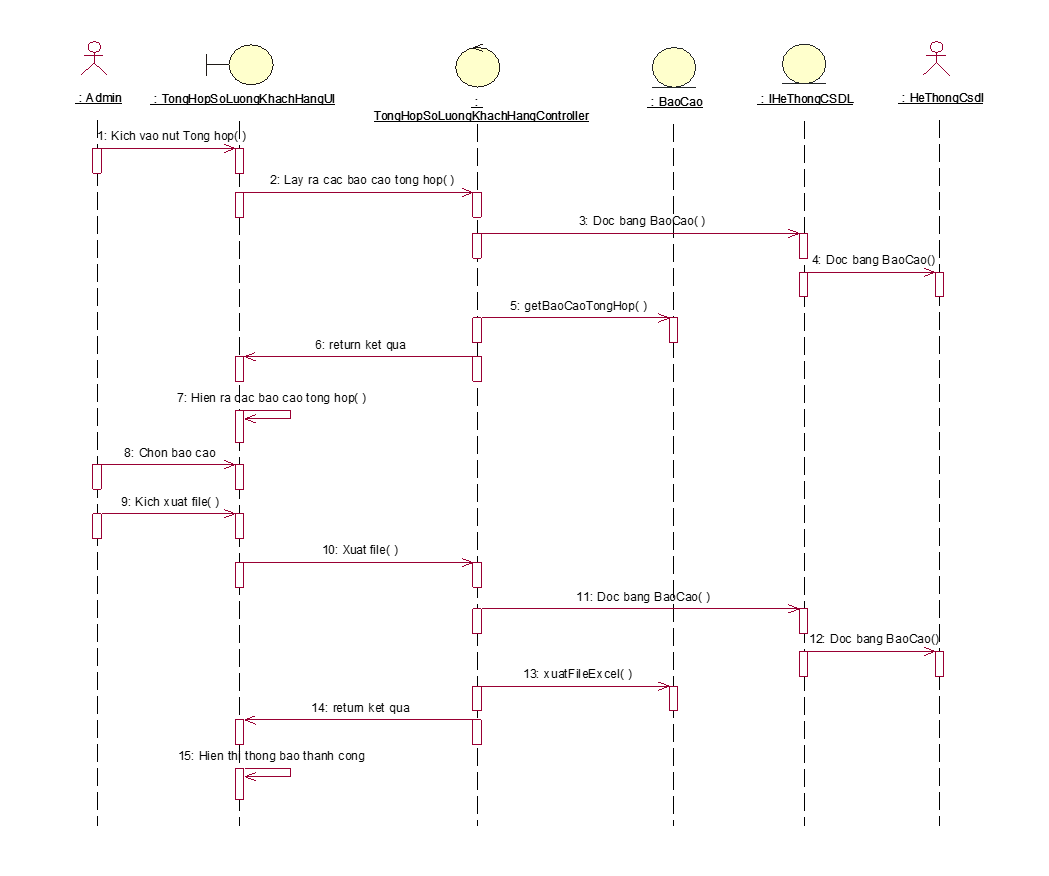 : Admin
: TongHopSoLuongKhachHangUI
:
TongHopSoLuongKhachHangController
: BaoCao
: IHeThongCSDL
: HeThongCsdl
1: Kich vao nut Tong hop( )
2: Lay ra cac bao cao tong hop( )
3: Doc bang BaoCao( )
4: Doc bang BaoCao()
5: getBaoCaoTongHop( )
6: return ket qua
7: Hien ra cac bao cao tong hop( )
8: Chon bao cao
9: Kich xuat file( )
10: Xuat file( )
11: Doc bang BaoCao( )
12: Doc bang BaoCao()
13: xuatFileExcel( )
14: return ket qua
15: Hien thi thong bao thanh cong